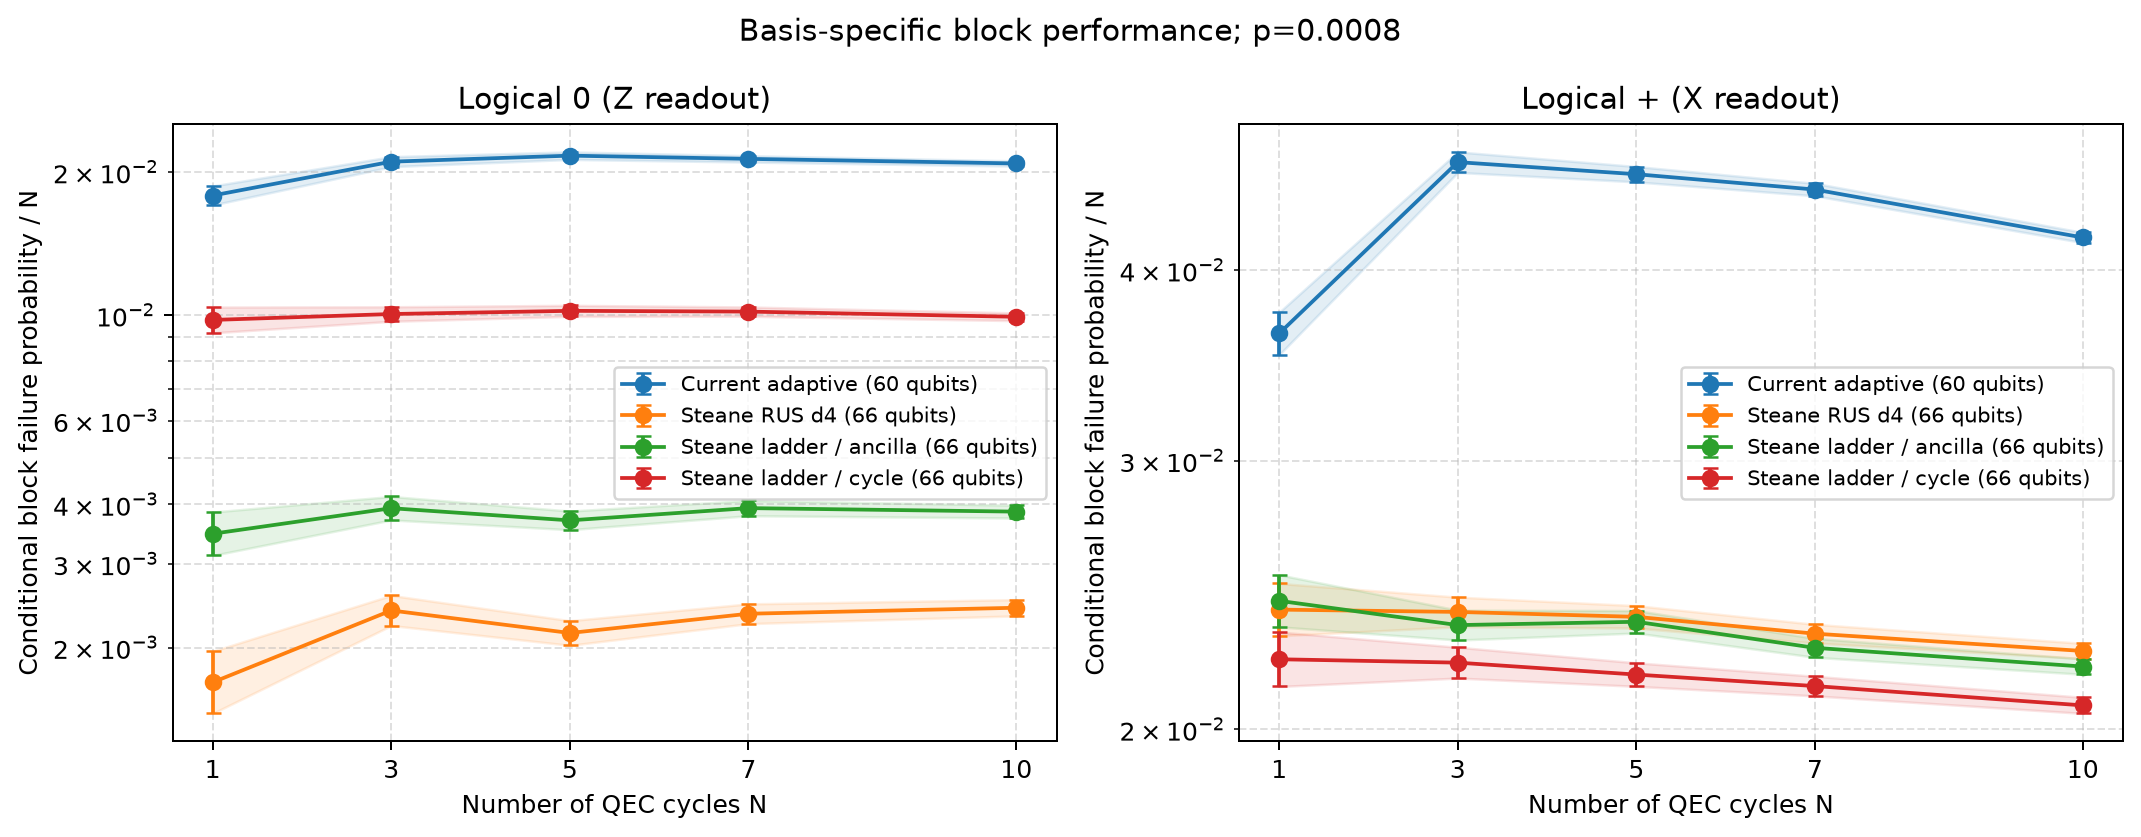 Basis-specific block performance; p=0.0008
Logical 0 (Z readout)
Conditional block failure probability / N
2 × 10⁻²
10⁻²
6 × 10⁻³
4 × 10⁻³
3 × 10⁻³
2 × 10⁻³
Current adaptive (60 qubits)
Steane RUS d4 (66 qubits)
Steane ladder / ancilla (66 qubits)
Steane ladder / cycle (66 qubits)
1 3 5 7 10
Number of QEC cycles N
Logical + (X readout)
Conditional block failure probability / N
4 × 10⁻²
3 × 10⁻²
2 × 10⁻²
Current adaptive (60 qubits)
Steane RUS d4 (66 qubits)
Steane ladder / ancilla (66 qubits)
Steane ladder / cycle (66 qubits)
1 3 5 7 10
Number of QEC cycles N